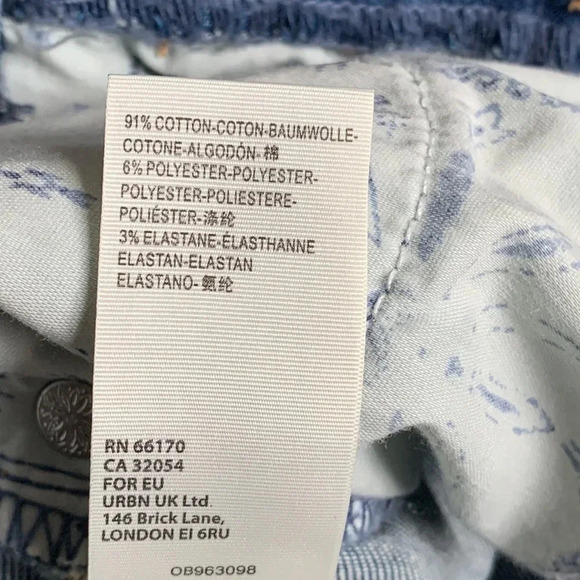 91% COTTON-COTON-BAUMWOLLE-
COTONE-ALGODÓN-棉
6% POLYESTER-POLYESTER-
POLYESTER-POLIESTERE-
POLIÉSTER-涤纶
3% ELASTANE-ÉLASTHANNE
ELASTAN-ELASTAN
ELASTANO-氨纶
RN 66170
CA 32054
FOR EU
URBN UK Ltd.
146 Brick Lane,
LONDON EI 6RU
OB963098